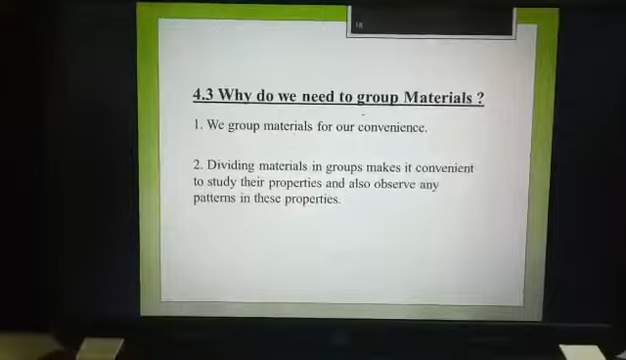 18
4.3 Why do we need to group Materials ?
1. We group materials for our convenience.
2. Dividing materials in groups makes it convenient
to study their properties and also observe any
patterns in these properties.